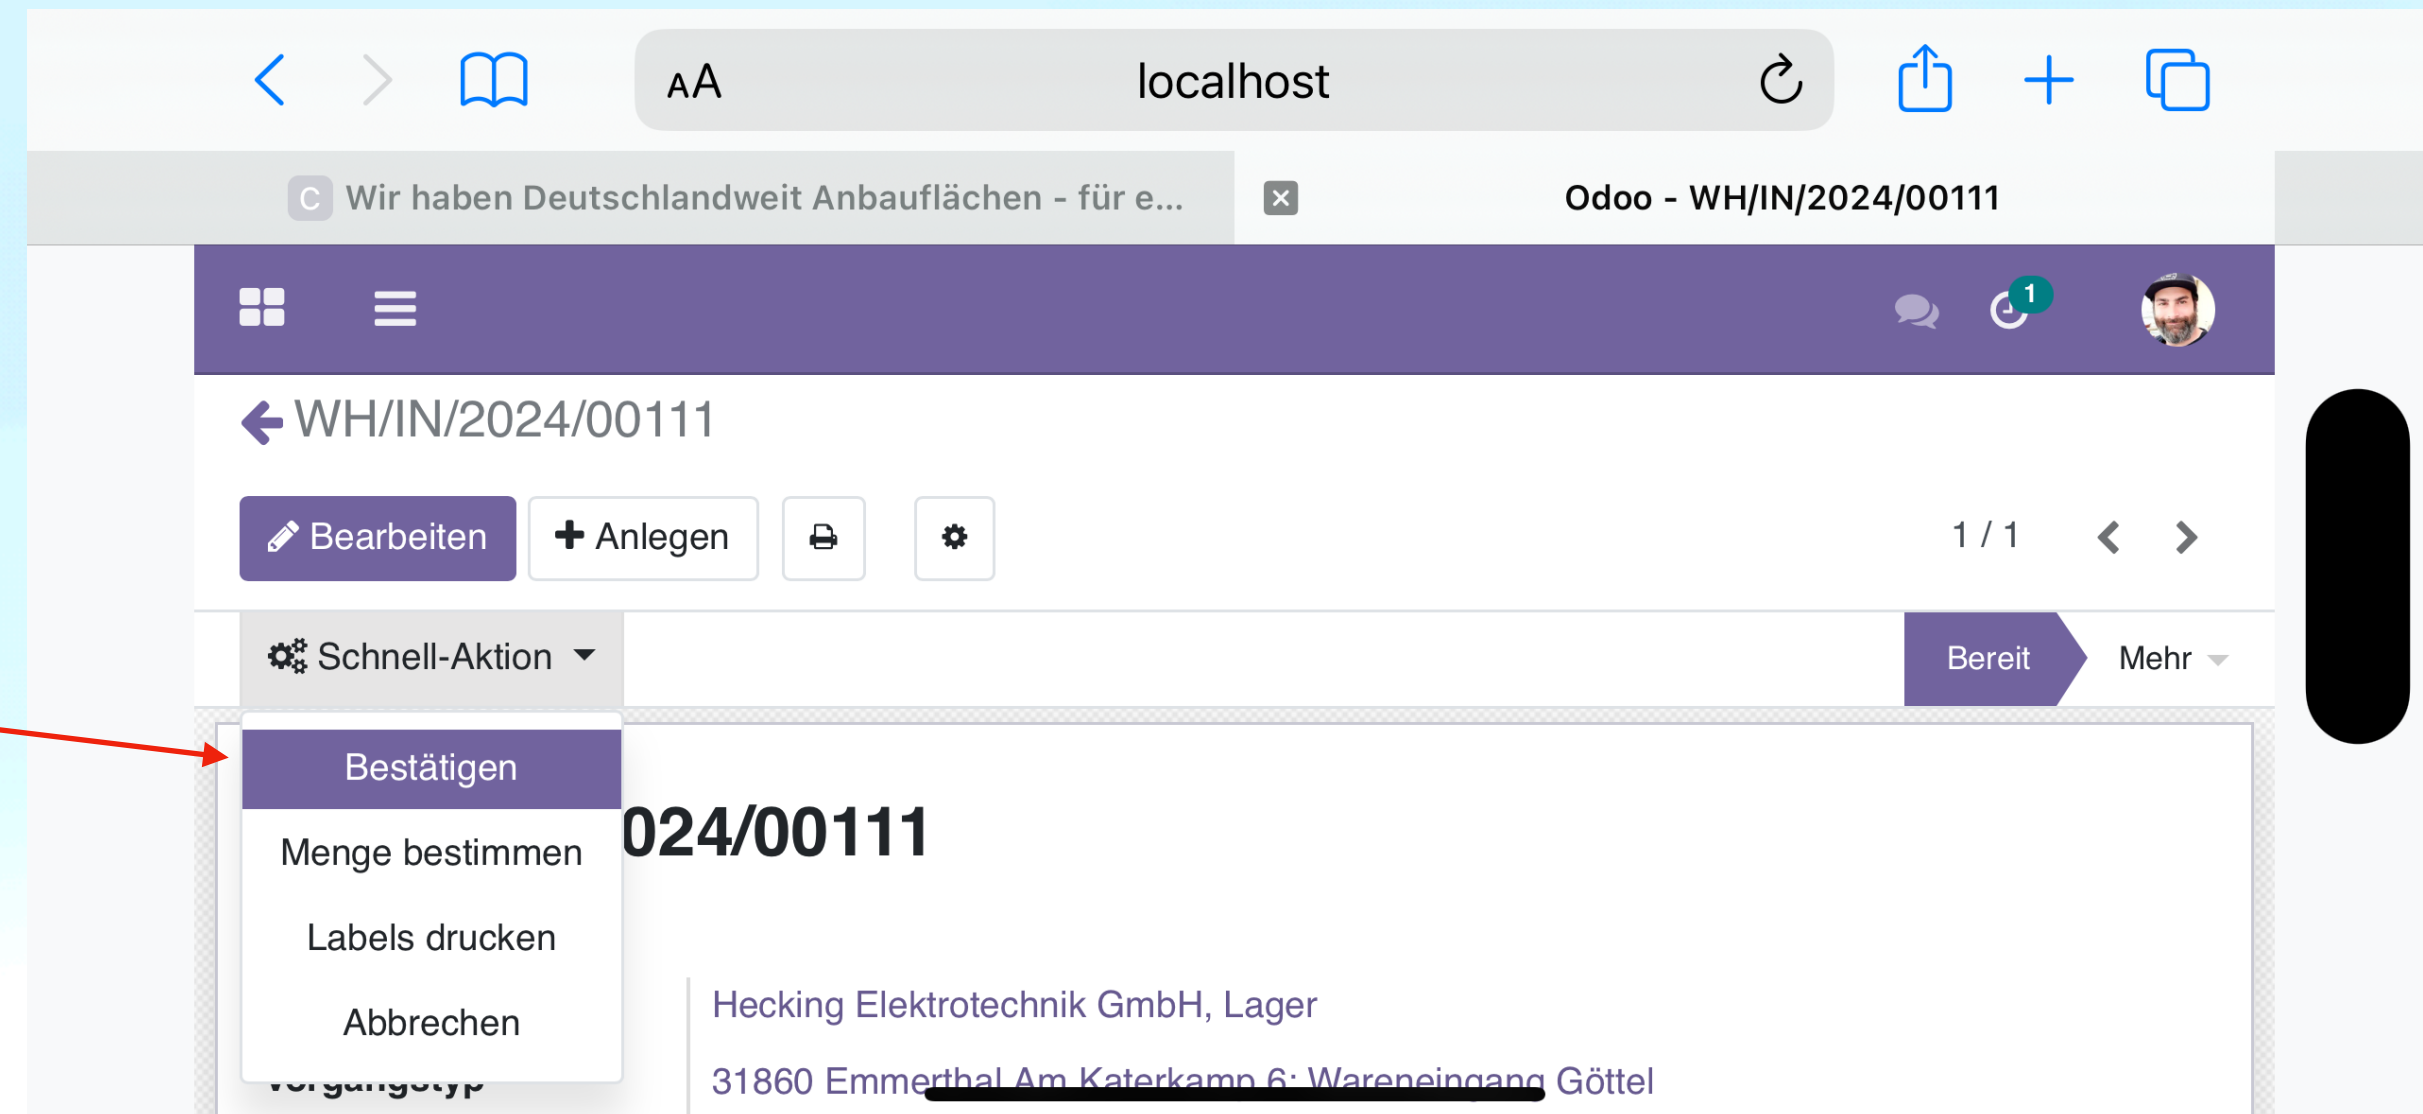 AA
localhost
C Wir haben Deutschlandweit Anbauflächen - für e...
Odoo - WH/IN/2024/00111
1
WH/IN/2024/00111
Bearbeiten
Anlegen
1 / 1
Schnell-Aktion
Bereit
Mehr
Bestätigen
024/00111
Menge bestimmen
Labels drucken
Hecking Elektrotechnik GmbH, Lager
Abbrechen
Vorgangstyp
31860 Emmerthal Am Katerkamp 6: Wareneingang Göttel